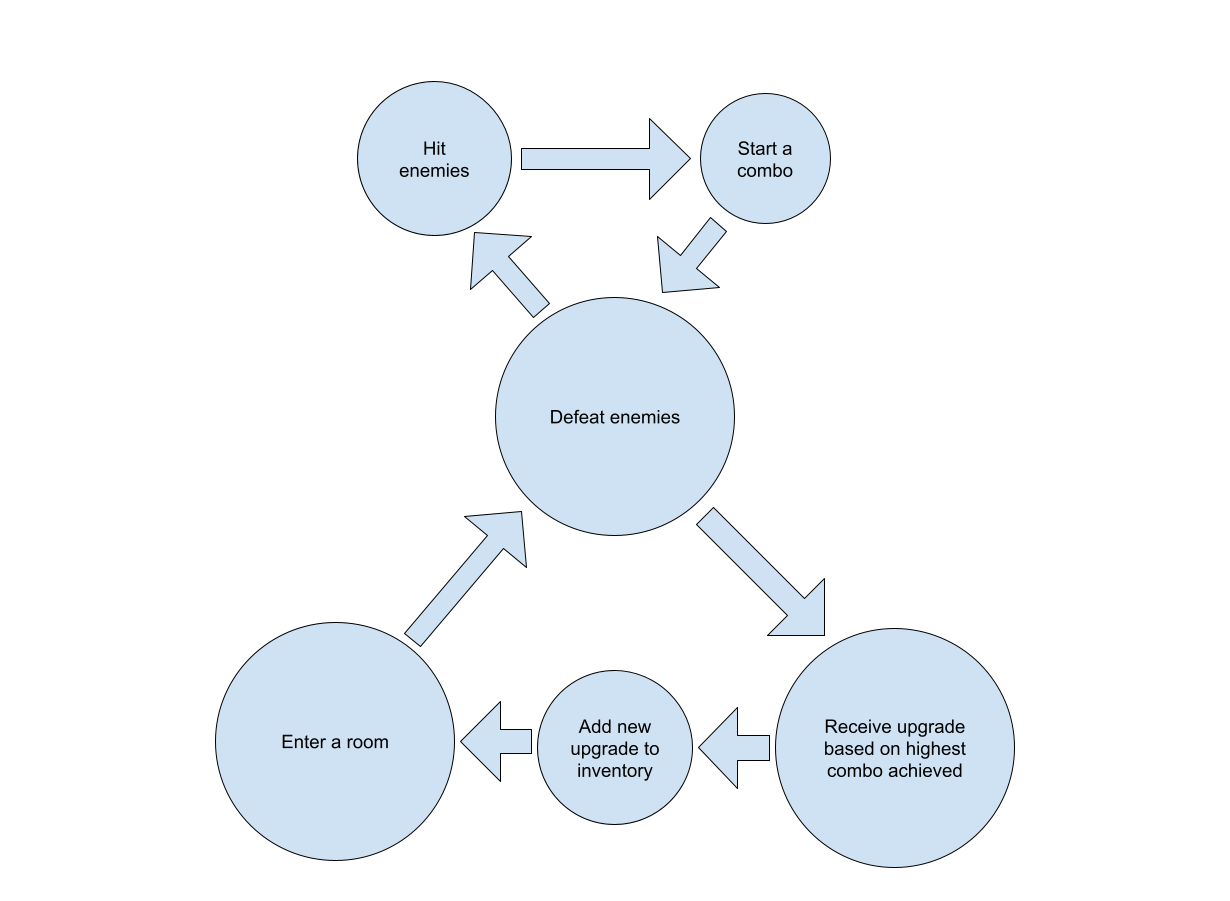 Hit
enemies
Start a
combo
Defeat enemies
Enter a room
Add new
upgrade to
inventory
Receive upgrade
based on highest
combo achieved